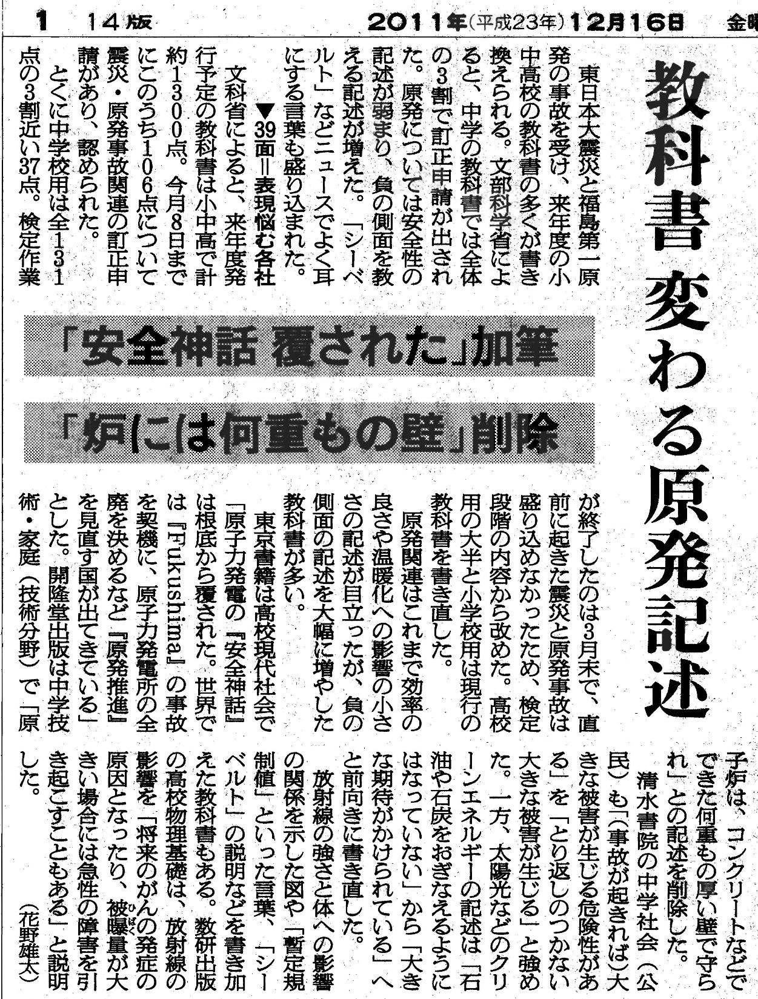 1 14版 2011年(平成23年)12月16日 金曜
教科書 変わる原発記述
　東日本大震災と福島第一原
発の事故を受け、来年度の小
中高校の教科書の多くが書き
換えられる。文部科学省によ
ると、中学の教科書では全体
の3割で訂正申請が出され
た。原発については安全性の
記述が弱まり、負の側面を教
える記述が増えた。「シーベ
ルト」などニュースでよく耳
にする言葉も盛り込まれた。
▼39面＝表現悩む各社
　文科省によると、来年度発
行予定の教科書は小中高で計
約1300点。今月8日まで
にこのうち106点について
震災・原発事故関連の訂正申
請があり、認められた。
　とくに中学校用は全131
点の3割近い37点。検定作業
「安全神話 覆された」加筆
「炉には何重もの壁」削除
が終了したのは3月末で、直
前に起きた震災と原発事故は
盛り込めなかったため、検定
段階の内容から改めた。高校
用の大半と小学校用は現行の
教科書を書き直した。
　原発関連はこれまで効率の
良さや温暖化への影響の小さ
さの記述が目立ったが、負の
側面の記述を大幅に増やした
教科書が多い。
　東京書籍は高校現代社会で
「原子力発電の『安全神話』
は根底から覆された。世界で
は『Fukushima』の事故
を契機に、原子力発電所の全
廃を決めるなど『原発推進』
を見直す国が出てきている」
とした。開隆堂出版は中学技
術・家庭（技術分野）で「原
子炉は、コンクリートなどで
できた何重もの厚い壁で守ら
れ」との記述を削除した。
　清水書院の中学社会（公
民）も「（事故が起きれば）大
きな被害が生じる危険性があ
る」を「とり返しのつかない
大きな被害が生じる」と強め
た。一方、太陽光などのクリ
ーンエネルギーの記述は「石
油や石炭をおぎなえるように
はなっていない」から「大き
な期待がかけられている」へ
と前向きに書き直した。
　放射線の強さと体への影響
の関係を示した図や「暫定規
制値」といった言葉、「シー
ベルト」の説明などを書き加
えた教科書もある。数研出版
の高校物理基礎は、放射線の
影響を「将来のがんの発症の
原因となったり、被曝量が大
ひばく
きい場合には急性の障害を引
き起こすこともある」と説明
した。
（花野雄太）